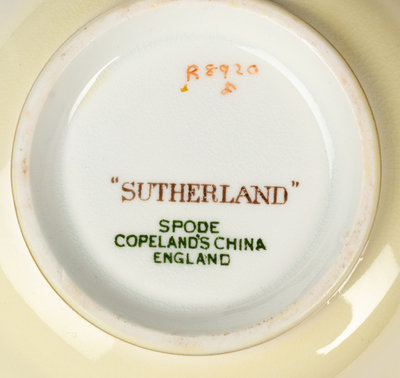 R8920
"SUTHERLAND"
SPODE
COPELAND'S CHINA
ENGLAND